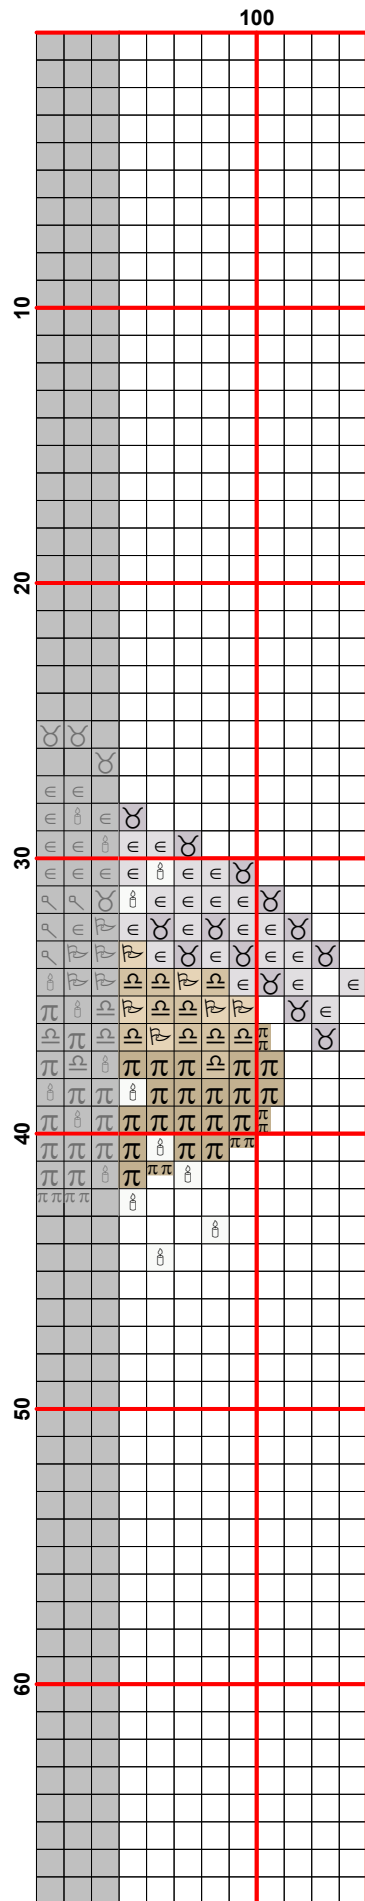 100
10
20
♉ ♉
♉
∈ ∈
∈ 🕯 ∈ ♉
∈ ∈ 🕯 ∈ ∈ ♉
30
∈ ∈ ∈ ∈ 🕯 ∈ ∈ ♉
⚲ ⚲ ♉ 🕯 ∈ ∈ ∈ ∈ ♉
⚲ ∈ 🏳 ∈ ♉ ∈ ♉ ∈ ∈ ♉
⚲ 🏳 🏳 🏳 ∈ ♉ ∈ ♉ ∈ ∈ ♉
🕯 🏳 🏳 ♎ ♎ 🏳 ♎ ∈ ♉ ∈ ∈
π 🕯 ♎ 🏳 ♎ ♎ 🏳 🏳 ♉ ∈
♎ π ♎ ♎ 🏳 ♎ ♎ ♎ π π ♉
π ♎ 🕯 π π π ♎ π π
🕯 π π 🕯 π π π π π
π 🕯 π π π π π π π π
40
π π π π 🕯 π π π π
π π 🕯 π π π 🕯
π π π π 🕯
🕯
🕯
50
60